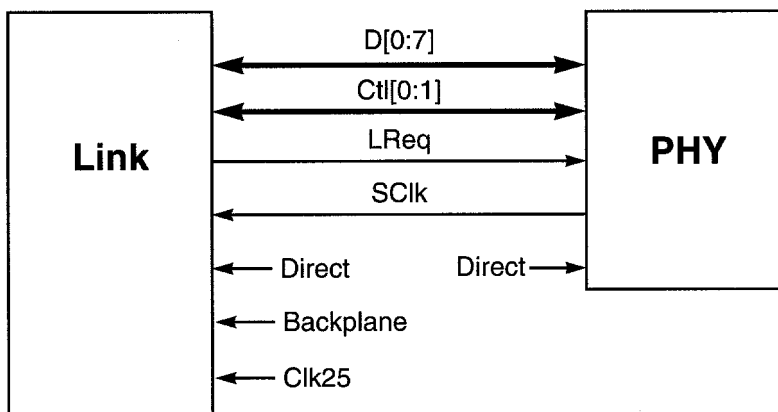 D[0:7]
Ctl[0:1]
Link
LReq
PHY
SClk
Direct
Direct
Backplane
Clk25